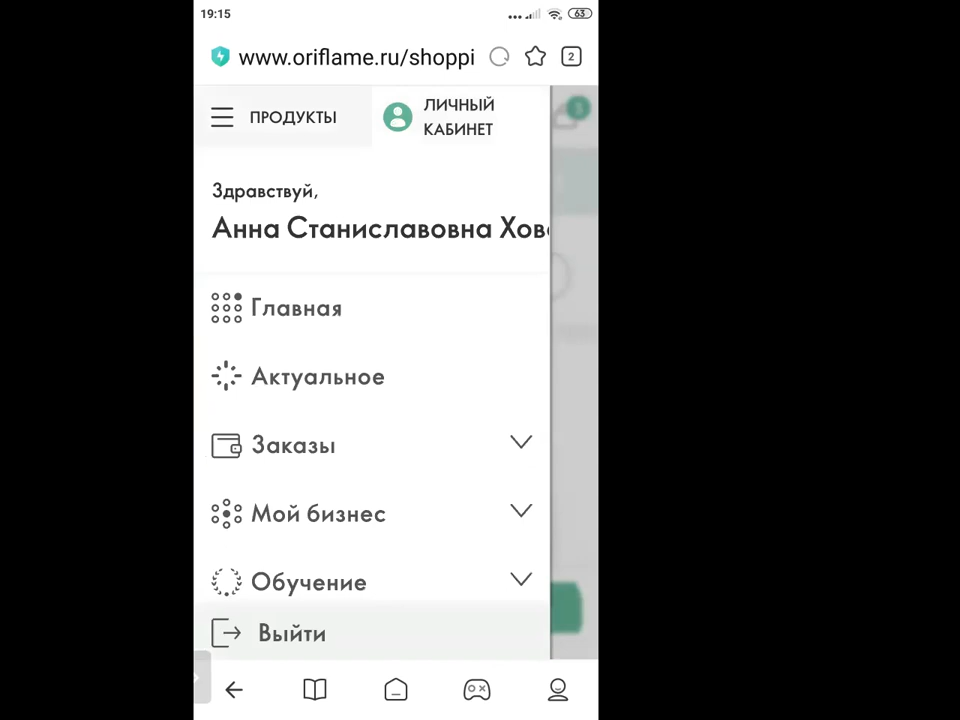 19:15
63
www.oriflame.ru/shoppi
2
ПРОДУКТЫ
ЛИЧНЫЙ
КАБИНЕТ
3
Здравствуй,
Анна Станиславовна
Главная
Актуальное
Заказы
Мой бизнес
Обучение
Выйти